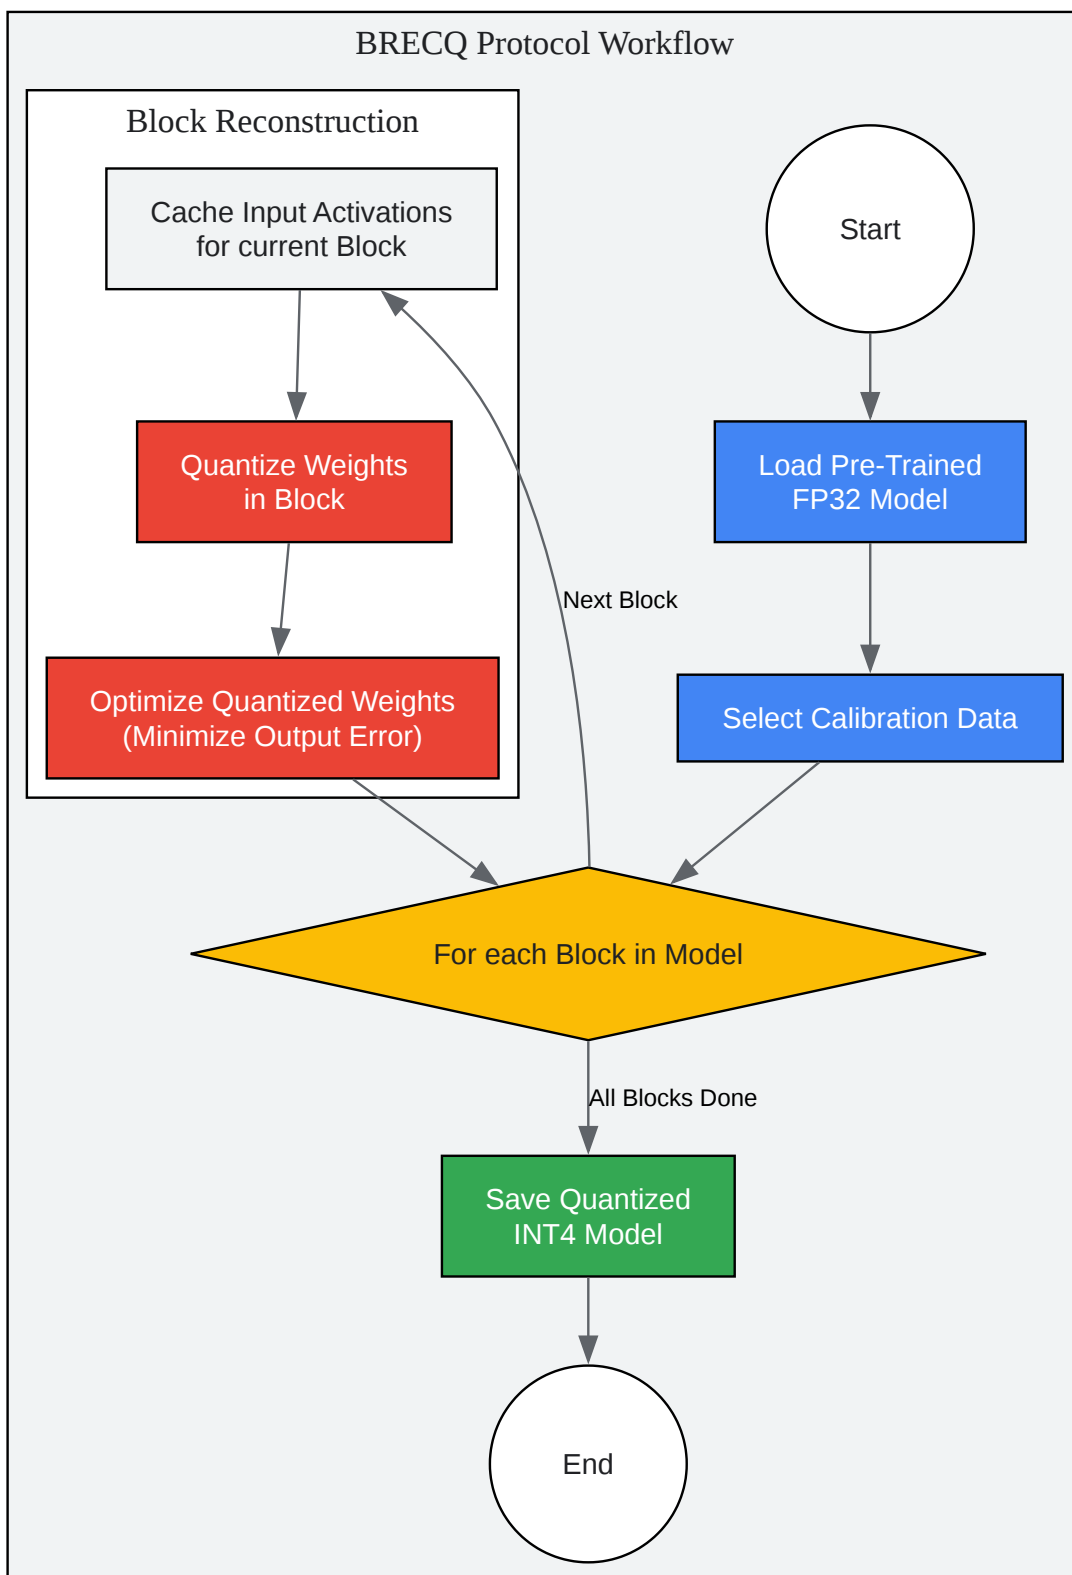 BRECQ Protocol Workflow
Block Reconstruction
Cache Input Activations
for current Block
Start
Quantize Weights
in Block
Load Pre-Trained
FP32 Model
Next Block
Optimize Quantized Weights
(Minimize Output Error)
Select Calibration Data
For each Block in Model
All Blocks Done
Save Quantized
INT4 Model
End